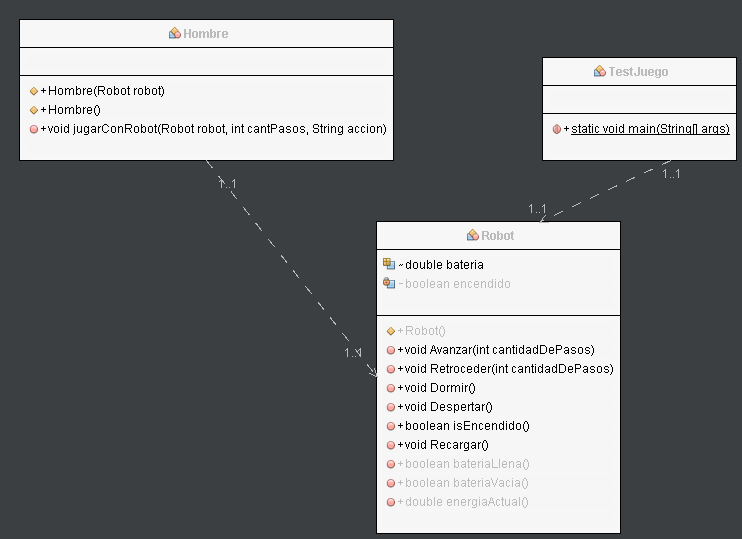 Hombre
+Hombre(Robot robot)
+Hombre()
+void jugarConRobot(Robot robot, int cantPasos, String accion)
TestJuego
+static void main(String[] args)
1..1
1..1
1..1
1..1
Robot
~double bateria
~boolean encendido
+Robot()
+void Avanzar(int cantidadDePasos)
+void Retroceder(int cantidadDePasos)
+void Dormir()
+void Despertar()
+boolean isEncendido()
+void Recargar()
+boolean bateriaLlena()
+boolean bateriaVacia()
+double energiaActual()